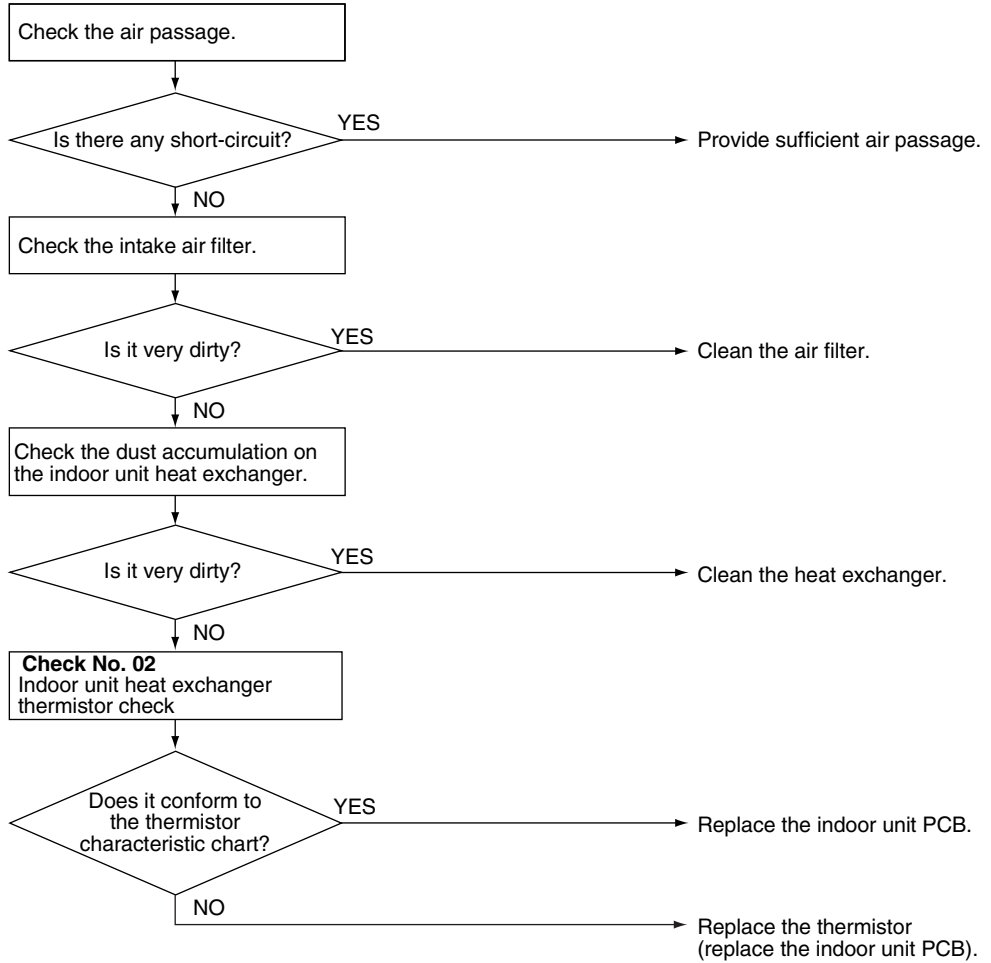 Check the air passage.
Is there any short-circuit?
YES
Provide sufficient air passage.
NO
Check the intake air filter.
Is it very dirty?
YES
Clean the air filter.
NO
Check the dust accumulation on
the indoor unit heat exchanger.
Is it very dirty?
YES
Clean the heat exchanger.
NO
Check No. 02
Indoor unit heat exchanger
thermistor check
Does it conform to
the thermistor
characteristic chart?
YES
Replace the indoor unit PCB.
NO
Replace the thermistor
(replace the indoor unit PCB).